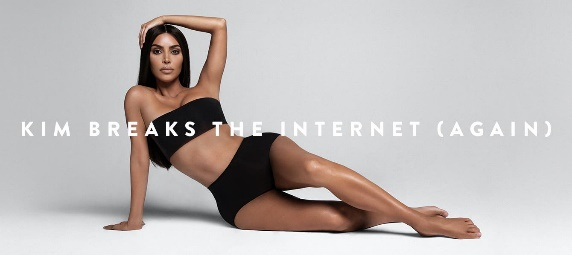 KIM BREAKS THE INTERNET (AGAIN)